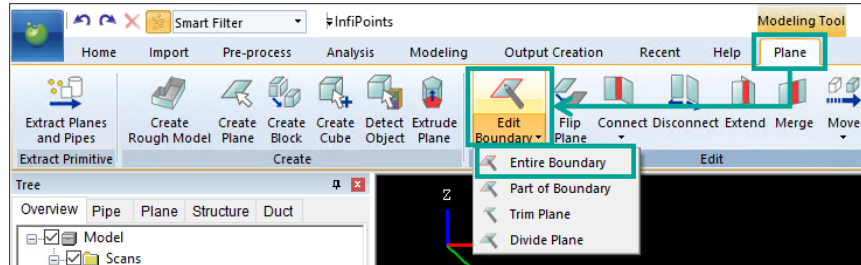 Smart Filter
InfiPoints
Modeling Tool
Home Import Pre-process Analysis Modeling Output Creation Recent Help Plane
Extract Planes and Pipes
Create Rough Model
Create Plane
Create Block
Create Cube
Detect Object
Extrude Plane
Edit Boundary
Flip Plane
Connect
Disconnect
Extend
Merge
Move
Extract Primitive
Create
Edit
Entire Boundary
Part of Boundary
Trim Plane
Divide Plane
Tree
Overview Pipe Plane Structure Duct
Model
Scans
Z